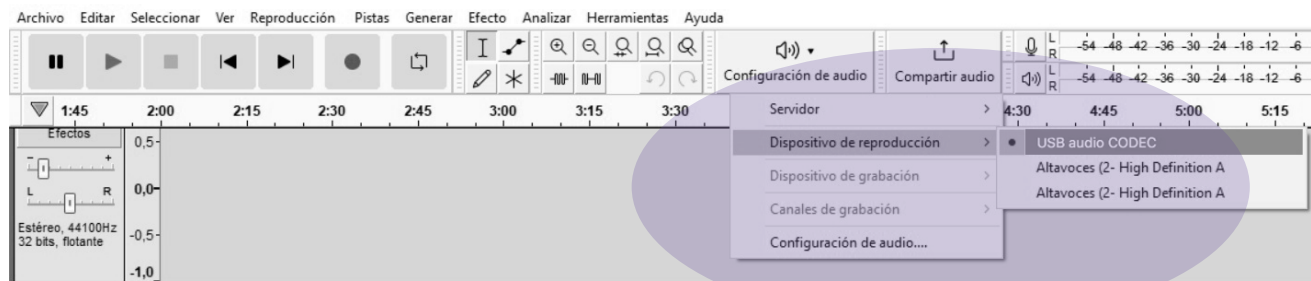 Archivo Editar Seleccionar Ver Reproducción Pistas Generar Efecto Analizar Herramientas Ayuda
L R -54 -48 -42 -36 -30 -24 -18 -12 -6
Configuración de audio Compartir audio
L R -54 -48 -42 -36 -30 -24 -18 -12 -6
1:45 2:00 2:15 2:30 2:45 3:00 3:15 3:30 4:30 4:45 5:00 5:15
Servidor
Dispositivo de reproducción
Dispositivo de grabación
Canales de grabación
Configuración de audio....
USB audio CODEC
Altavoces (2- High Definition A
Altavoces (2- High Definition A
Efectos
- +
L R
Estéreo, 44100Hz
32 bits, flotante
0,5-
0,0-
-0,5-
-1,0